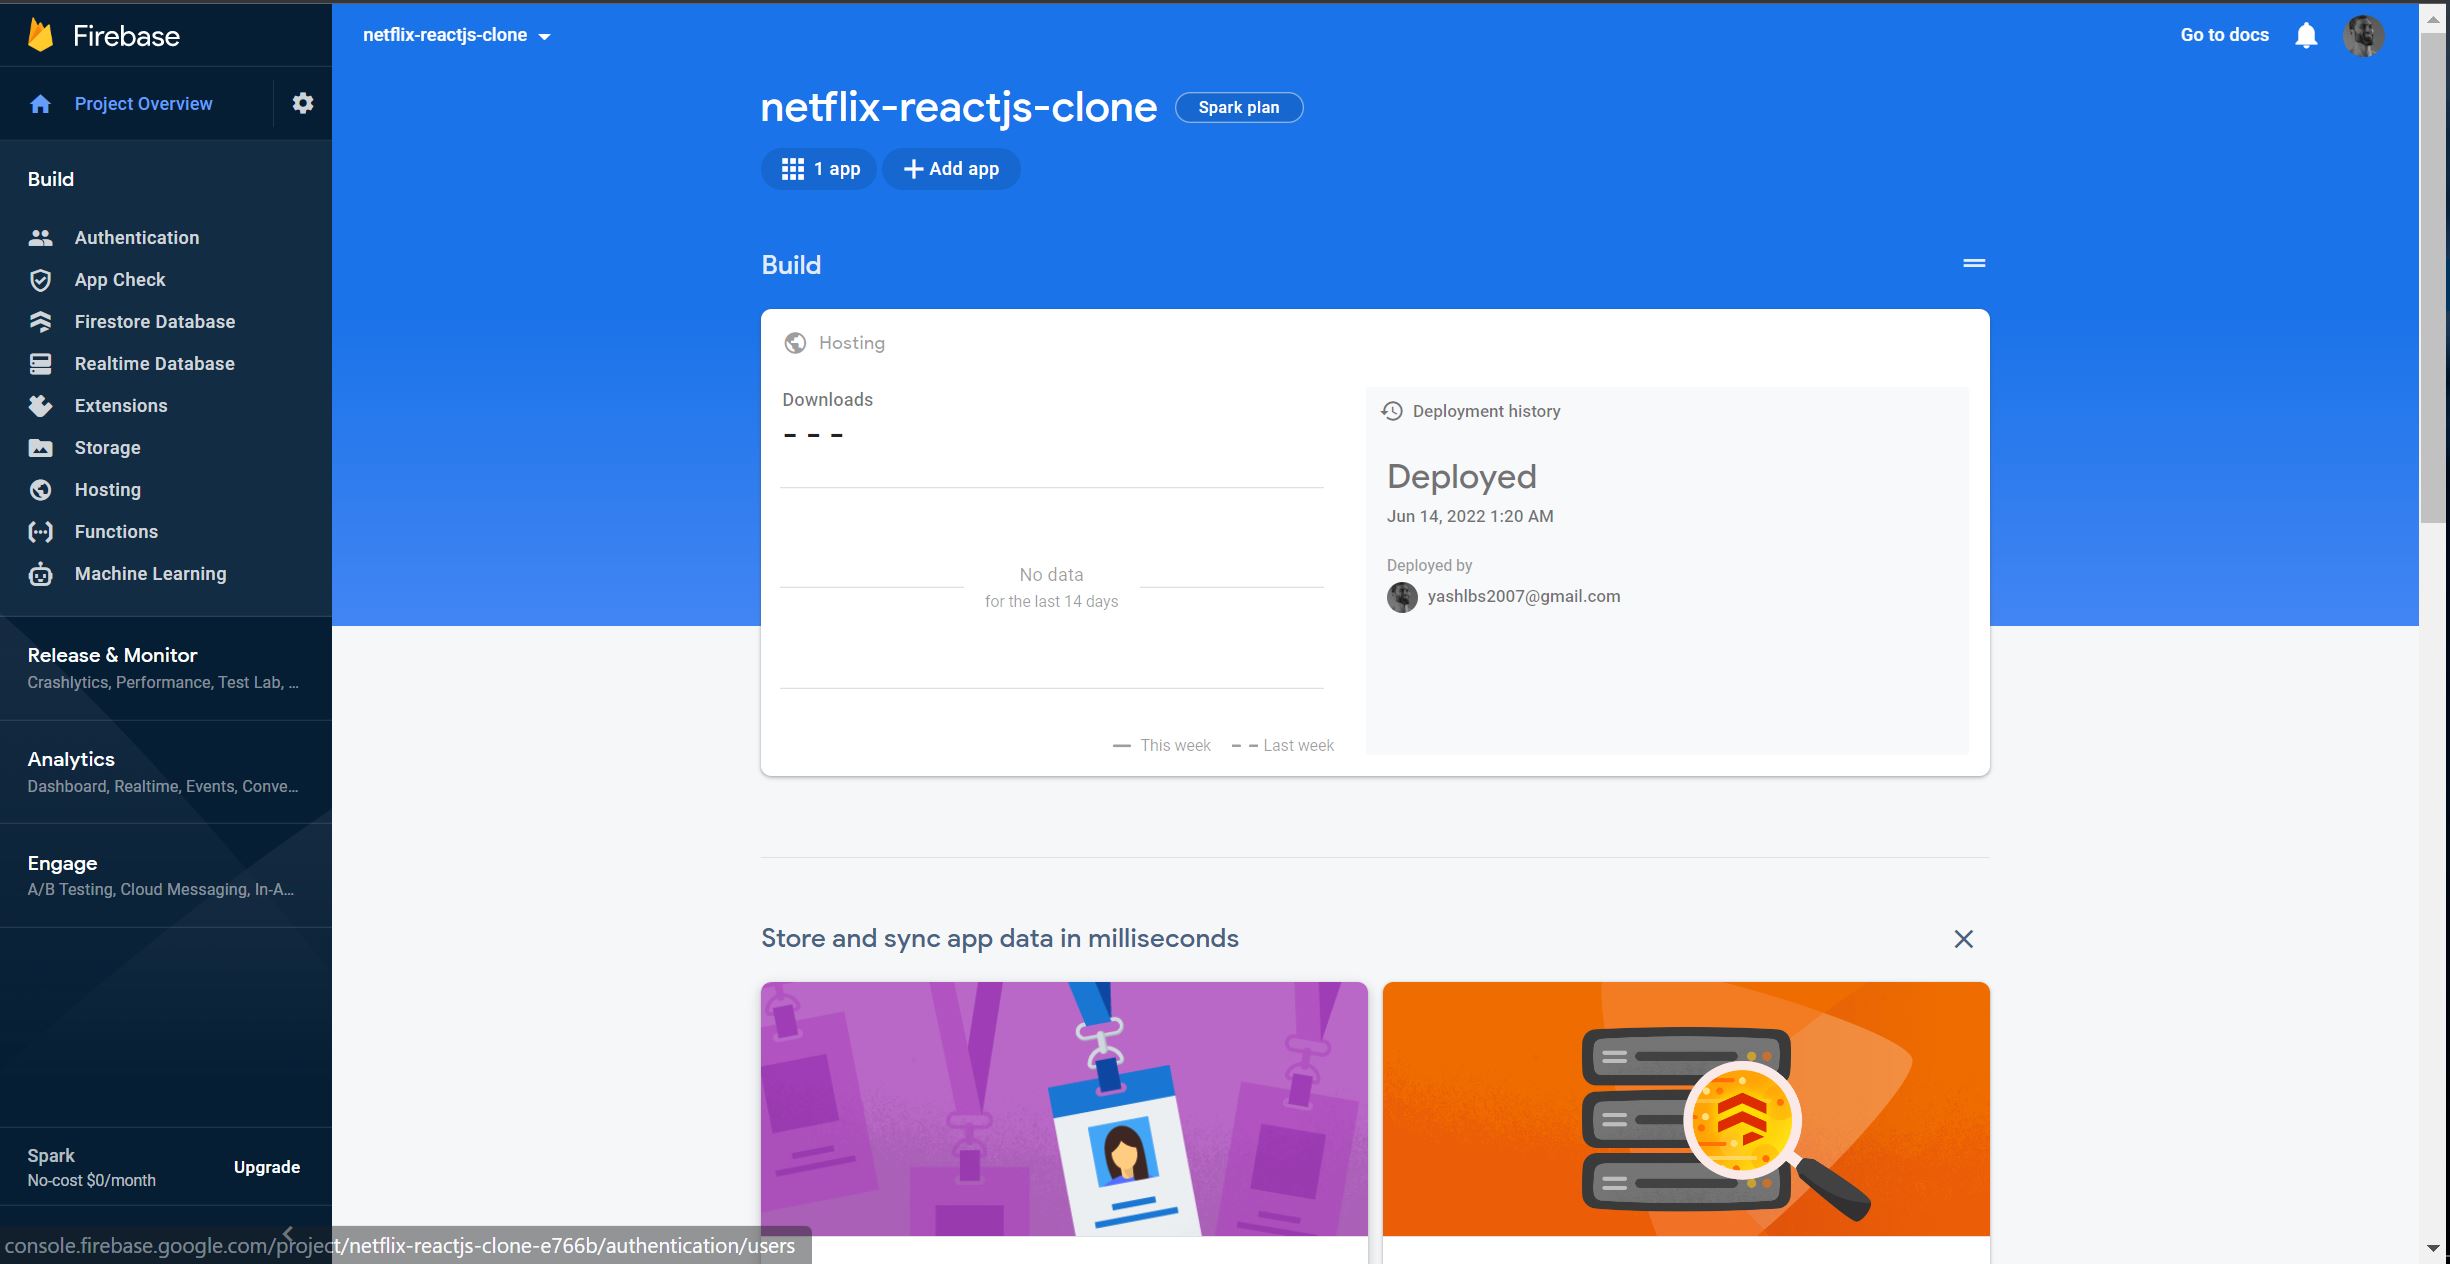 Firebase
Project Overview
Build
Authentication
App Check
Firestore Database
Realtime Database
Extensions
Storage
Hosting
Functions
Machine Learning
Release & Monitor
Crashlytics, Performance, Test Lab, ...
Analytics
Dashboard, Realtime, Events, Conve...
Engage
A/B Testing, Cloud Messaging, In-A...
Spark
No-cost $0/month
Upgrade
netflix-reactjs-clone
Go to docs
netflix-reactjs-clone
Spark plan
1 app
Add app
Build
Hosting
Downloads
---
No data
for the last 14 days
This week
Last week
Deployment history
Deployed
Jun 14, 2022 1:20 AM
Deployed by
yashlbs2007@gmail.com
Store and sync app data in milliseconds
console.firebase.google.com/project/netflix-reactjs-clone-e766b/authentication/users